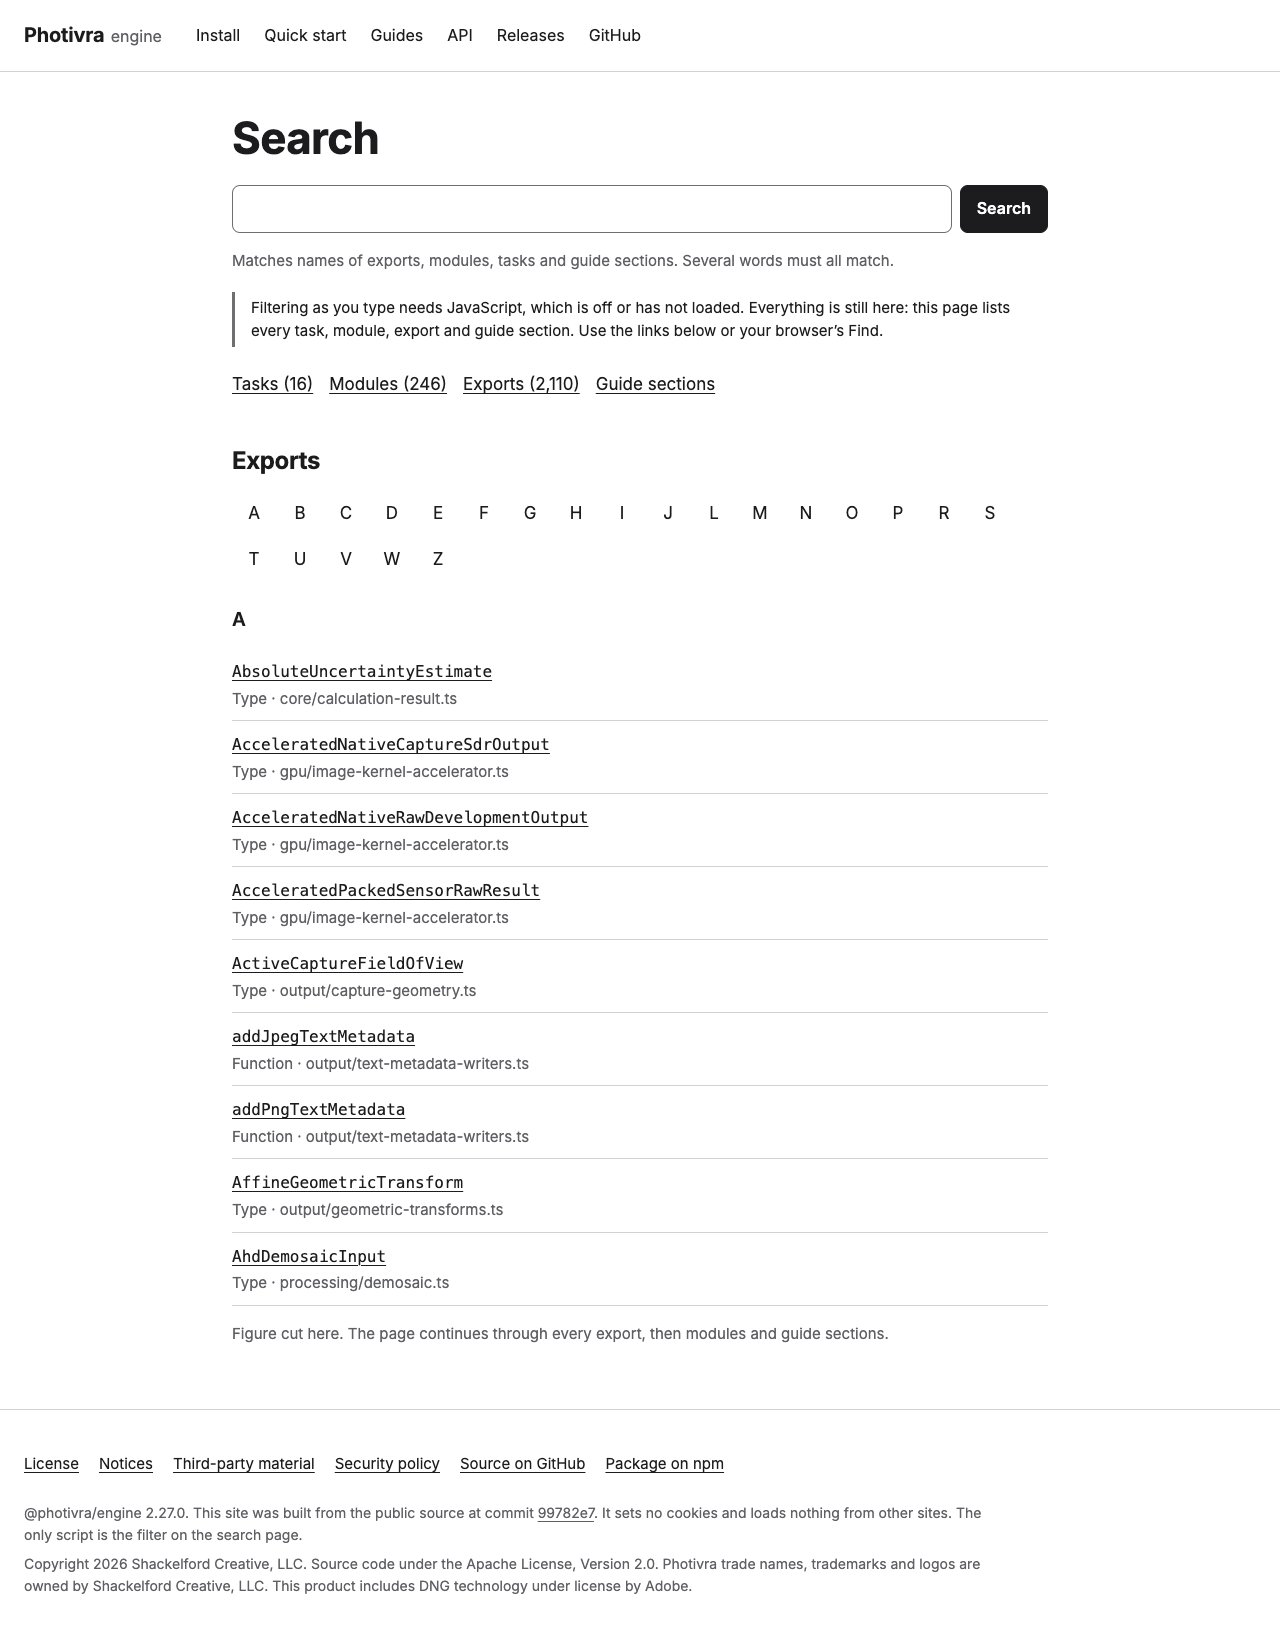 Photivra engine Install Quick start Guides API Releases GitHub
Search
Search
Matches names of exports, modules, tasks and guide sections. Several words must all match.
Filtering as you type needs JavaScript, which is off or has not loaded. Everything is still here: this page lists
every task, module, export and guide section. Use the links below or your browser’s Find.
Tasks (16) Modules (246) Exports (2,110) Guide sections
Exports
A B C D E F G H I J L M N O P R S
T U V W Z
A
AbsoluteUncertaintyEstimate
Type · core/calculation-result.ts
AcceleratedNativeCaptureSdrOutput
Type · gpu/image-kernel-accelerator.ts
AcceleratedNativeRawDevelopmentOutput
Type · gpu/image-kernel-accelerator.ts
AcceleratedPackedSensorRawResult
Type · gpu/image-kernel-accelerator.ts
ActiveCaptureFieldOfView
Type · output/capture-geometry.ts
addJpegTextMetadata
Function · output/text-metadata-writers.ts
addPngTextMetadata
Function · output/text-metadata-writers.ts
AffineGeometricTransform
Type · output/geometric-transforms.ts
AhdDemosaicInput
Type · processing/demosaic.ts
Figure cut here. The page continues through every export, then modules and guide sections.
License Notices Third-party material Security policy Source on GitHub Package on npm
@photivra/engine 2.27.0. This site was built from the public source at commit 99782e7. It sets no cookies and loads nothing from other sites. The
only script is the filter on the search page.
Copyright 2026 Shackelford Creative, LLC. Source code under the Apache License, Version 2.0. Photivra trade names, trademarks and logos are
owned by Shackelford Creative, LLC. This product includes DNG technology under license by Adobe.